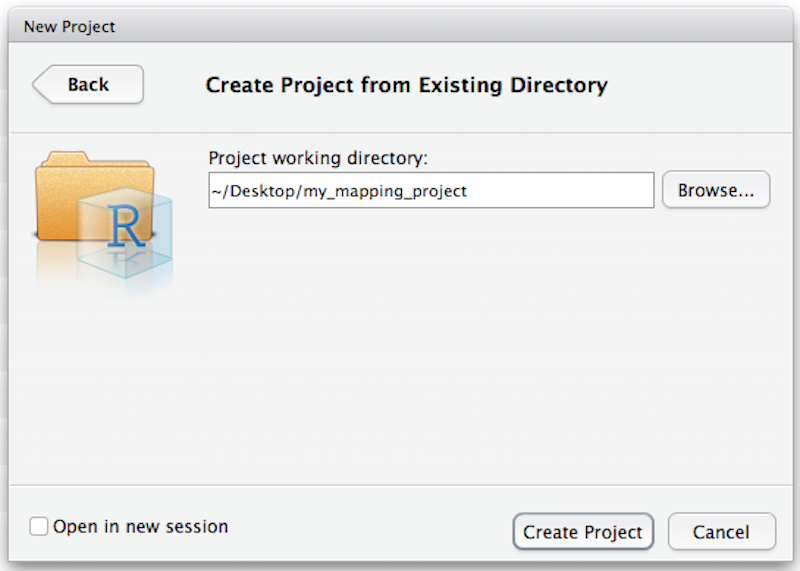 New Project
Back
Create Project from Existing Directory
Project working directory:
~/Desktop/my_mapping_project
Browse...
R
Open in new session
Create Project
Cancel